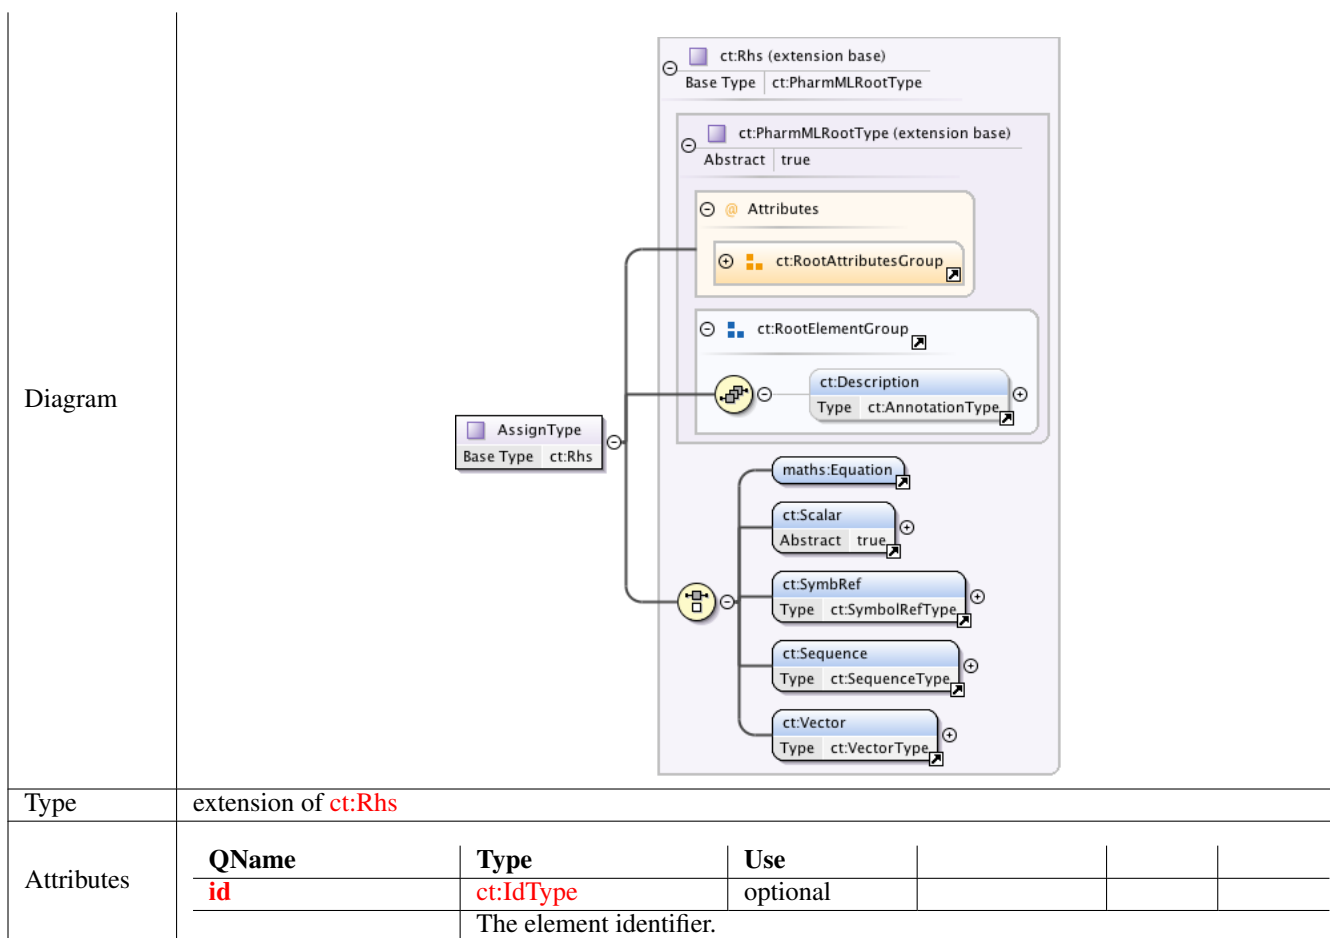 ct:Rhs (extension base)
Base Type ct:PharmMLRootType
ct:PharmMLRootType (extension base)
Abstract true
@ Attributes
ct:RootAttributesGroup
ct:RootElementGroup
ct:Description
Type ct:AnnotationType
Diagram
AssignType
Base Type ct:Rhs
maths:Equation
ct:Scalar
Abstract true
ct:SymbRef
Type ct:SymbolRefType
ct:Sequence
Type ct:SequenceType
ct:Vector
Type ct:VectorType
Type extension of ct:Rhs
Attributes
QName Type Use
id ct:IdType optional
The element identifier.